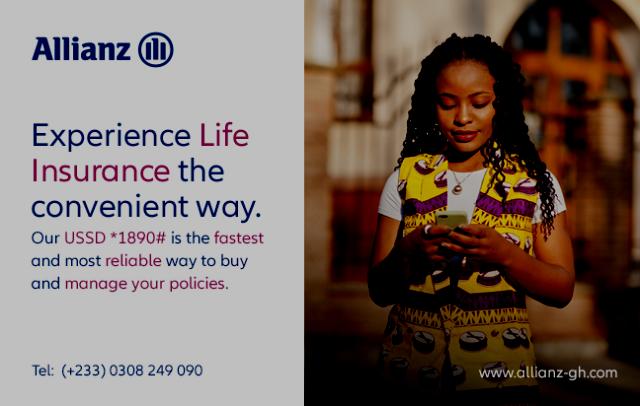 Allianz
Experience Life
Insurance the
convenient way.
Our USSD *1890# is the fastest
and most reliable way to buy
and manage your policies.
Tel: (+233) 0308 249 090
www.allianz-gh.com